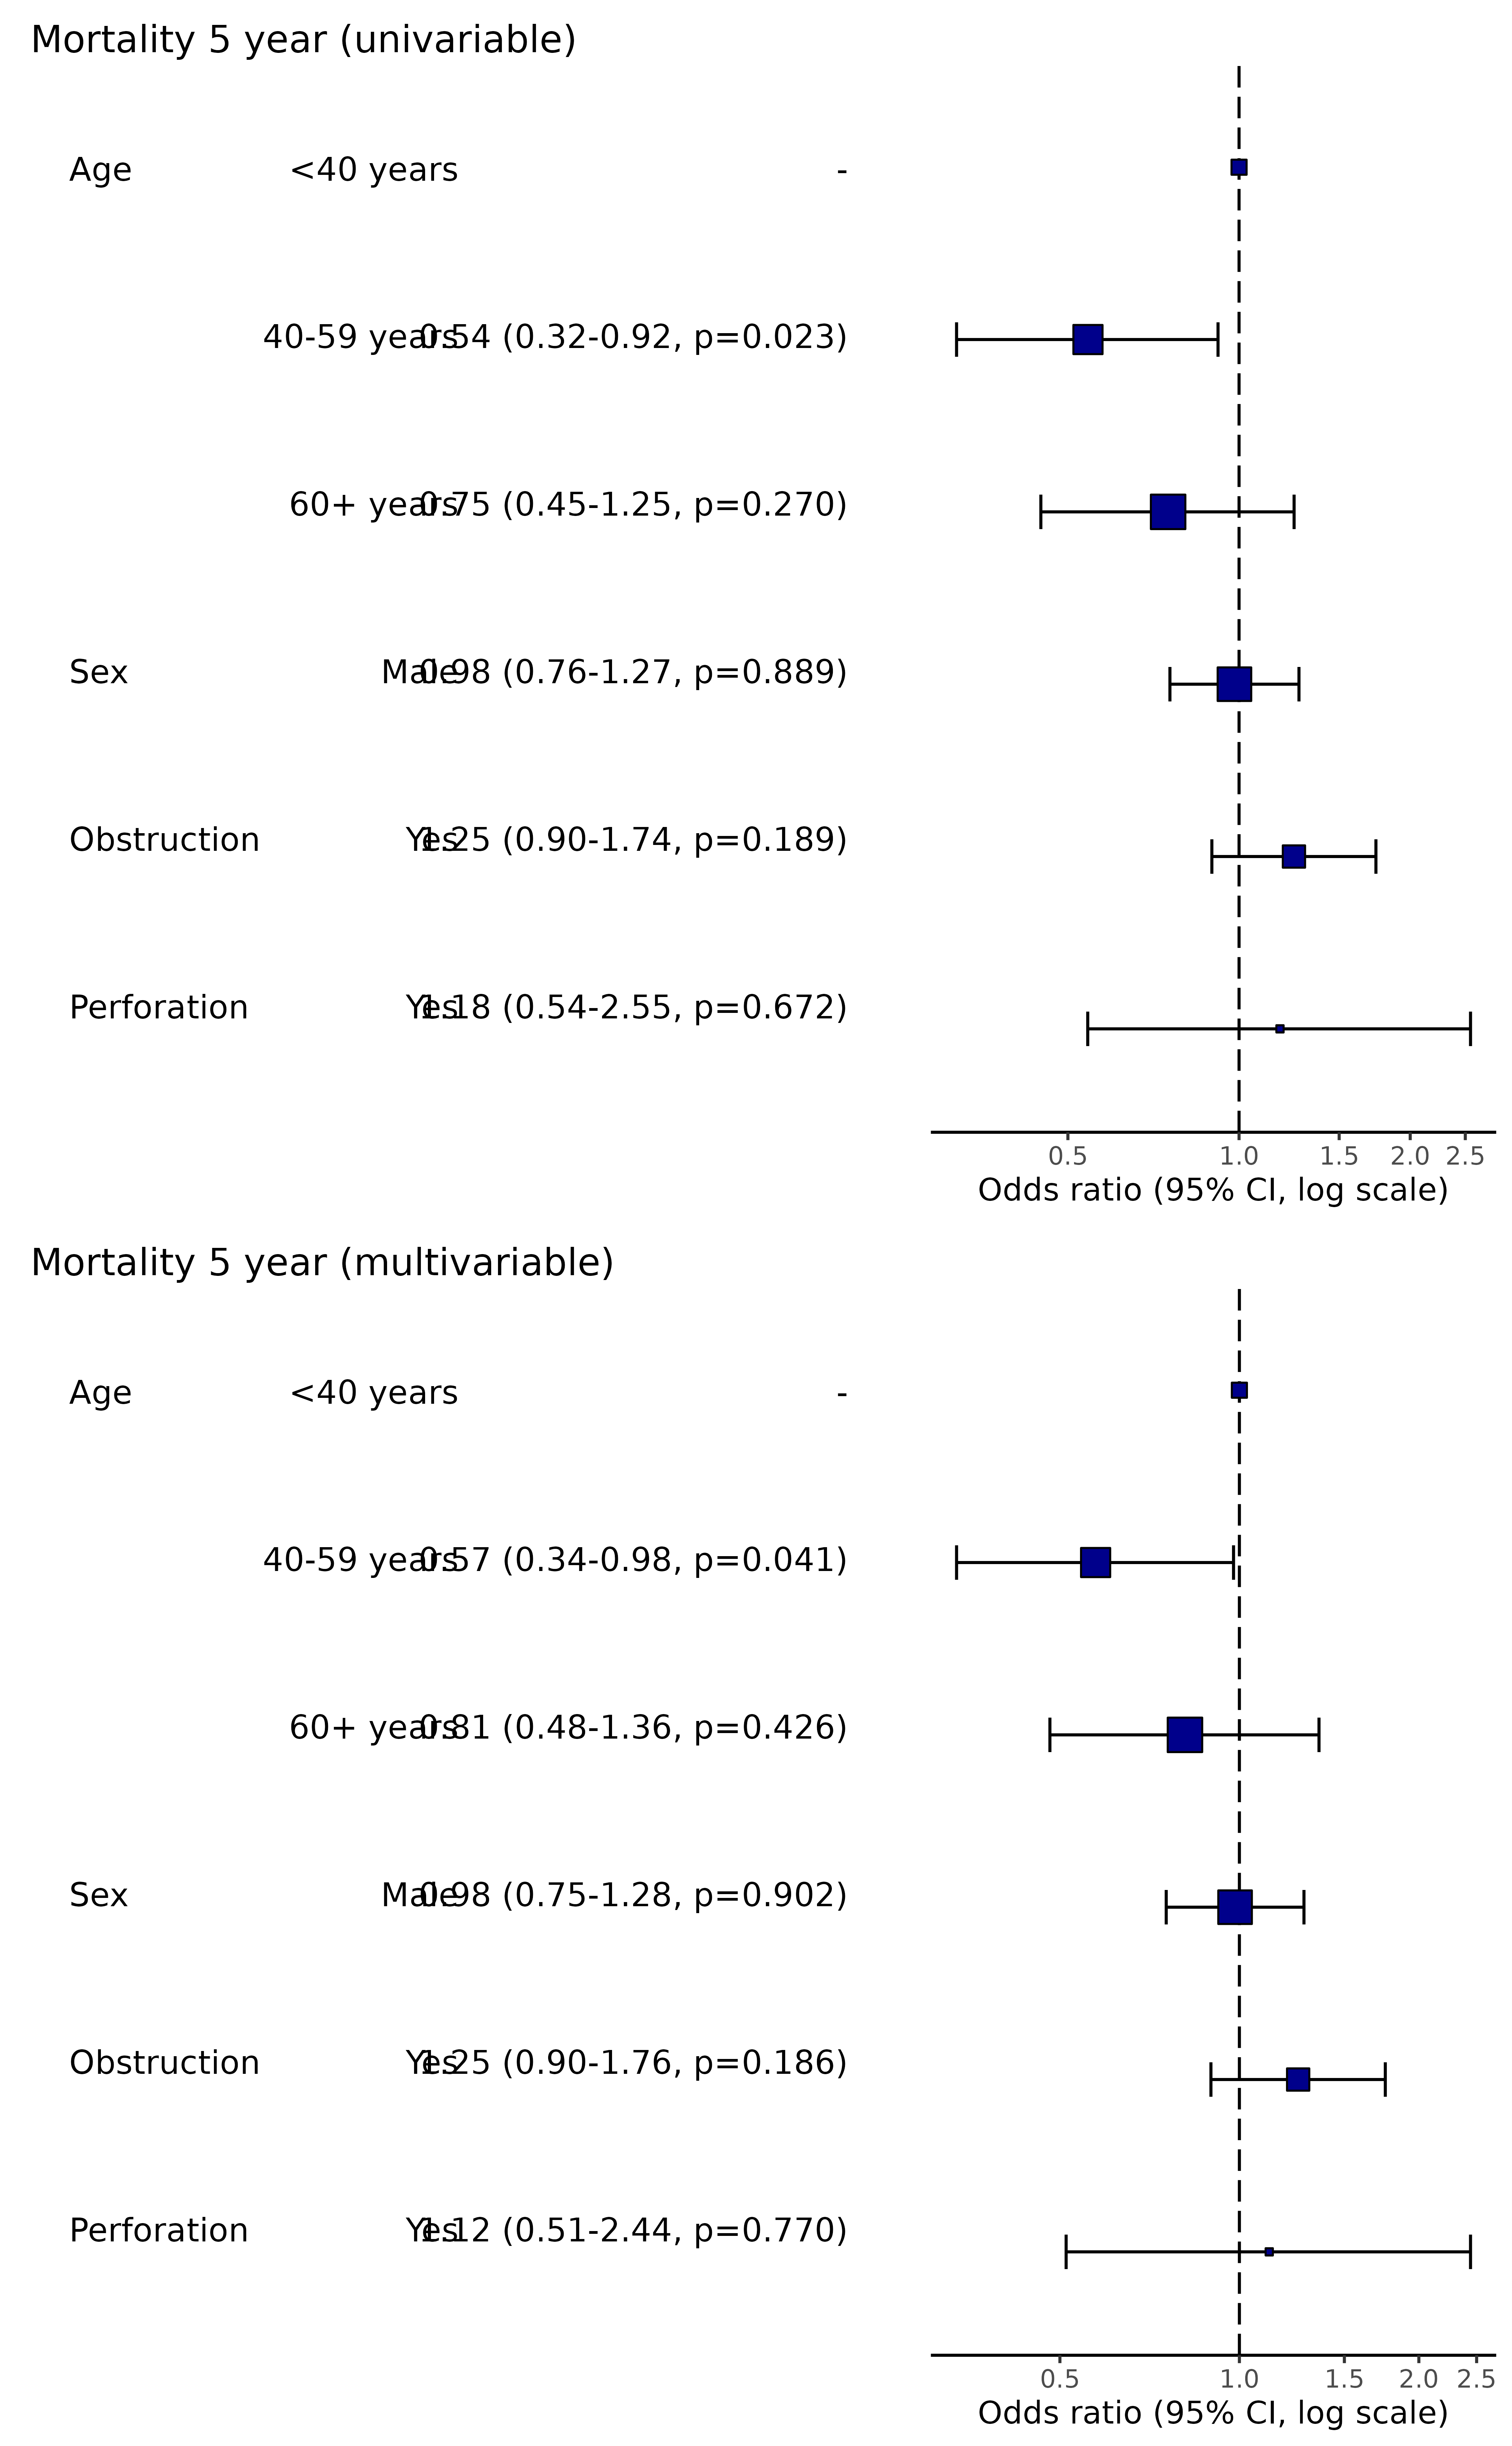 Mortality 5 year (univariable)
Age <40 years -
40-59 years 0.54 (0.32-0.92, p=0.023)
60+ years 0.75 (0.45-1.25, p=0.270)
Sex Male 0.98 (0.76-1.27, p=0.889)
Obstruction Yes 1.25 (0.90-1.74, p=0.189)
Perforation Yes 1.18 (0.54-2.55, p=0.672)
0.5 1.0 1.5 2.0 2.5
Odds ratio (95% CI, log scale)
Mortality 5 year (multivariable)
Age <40 years -
40-59 years 0.57 (0.34-0.98, p=0.041)
60+ years 0.81 (0.48-1.36, p=0.426)
Sex Male 0.98 (0.75-1.28, p=0.902)
Obstruction Yes 1.25 (0.90-1.76, p=0.186)
Perforation Yes 1.12 (0.51-2.44, p=0.770)
0.5 1.0 1.5 2.0 2.5
Odds ratio (95% CI, log scale)